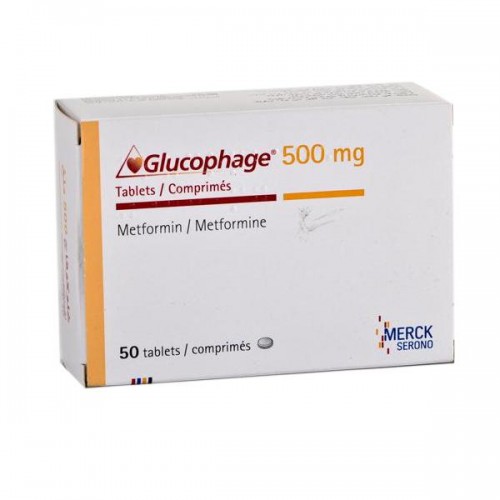 Glucophage® 500 mg
Tablets / Comprimés
Metformin / Metformine
50 tablets / comprimés
MERCK
SERONO